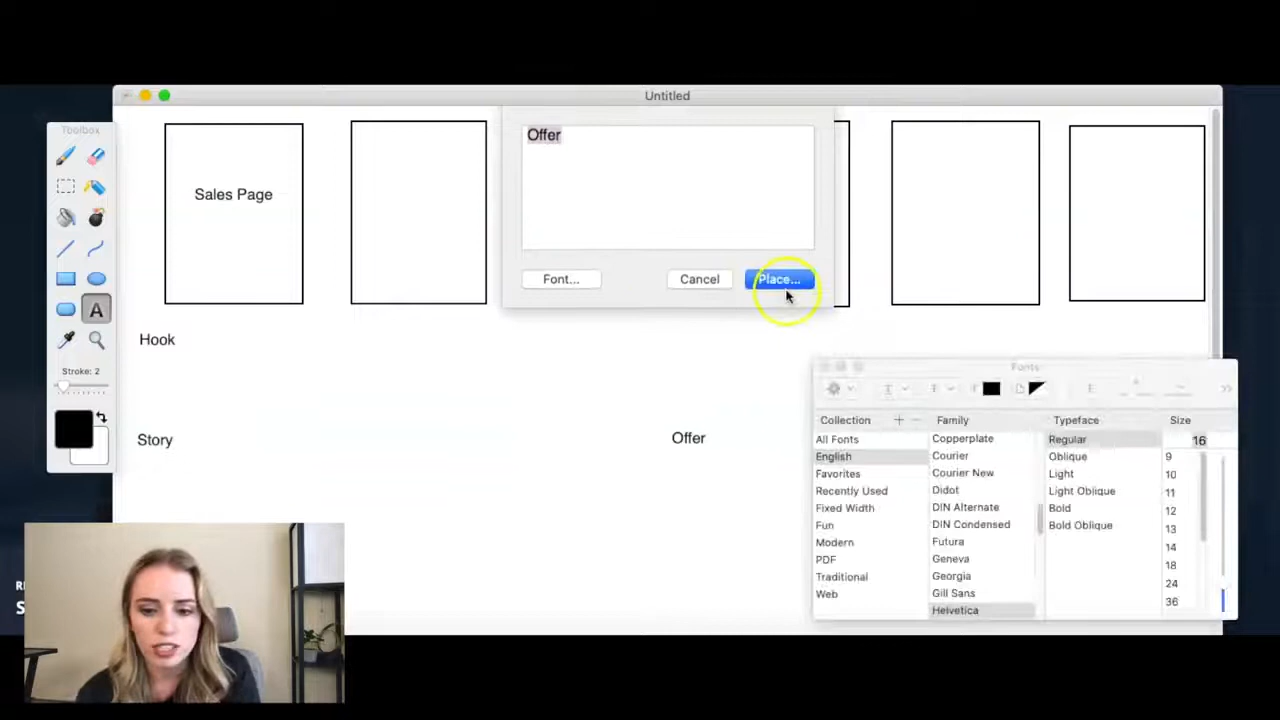 Untitled
Toolbox
Offer
Sales Page
Font...
Cancel
Place...
Hook
Stroke: 2
Story
Offer
A
Fonts
Collection
Family
Typeface
Size
All Fonts
Copperplate
Regular
16
English
Courier
Oblique
9
Favorites
Courier New
Light
10
Recently Used
Didot
Light Oblique
11
Fixed Width
DIN Alternate
Bold
12
Fun
DIN Condensed
Bold Oblique
13
Modern
Futura
14
PDF
Geneva
18
Traditional
Georgia
24
Web
Gill Sans
36
Helvetica